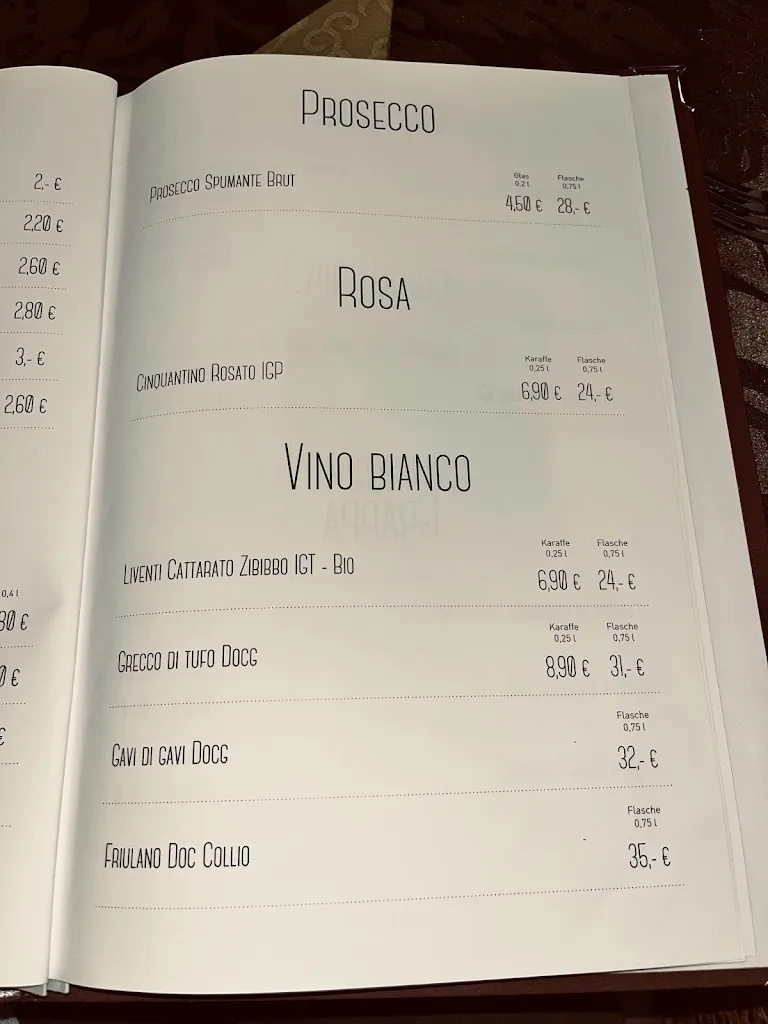 2,- €
2,20 €
2,60 €
2,80 €
3,- €
2,60 €
0,4 l
€
€
€
PROSECCO
Glas Flasche
0,2 l 0,75 l
PROSECCO SPUMANTE BRUT 4,50 € 28,- €
ROSA
Karaffe Flasche
0,25 l 0,75 l
CINQUANTINO ROSATO IGP 6,90 € 24,- €
VINO BIANCO
Karaffe Flasche
0,25 l 0,75 l
LIVENTI CATTARATO ZIBIBBO IGT - BIO 6,90 € 24,- €
Karaffe Flasche
0,25 l 0,75 l
GRECCO DI TUFO DOCG 8,90 € 31,- €
Flasche
0,75 l
GAVI DI GAVI DOCG 32,- €
Flasche
0,75 l
FRIULANO DOC COLLIO 35,- €